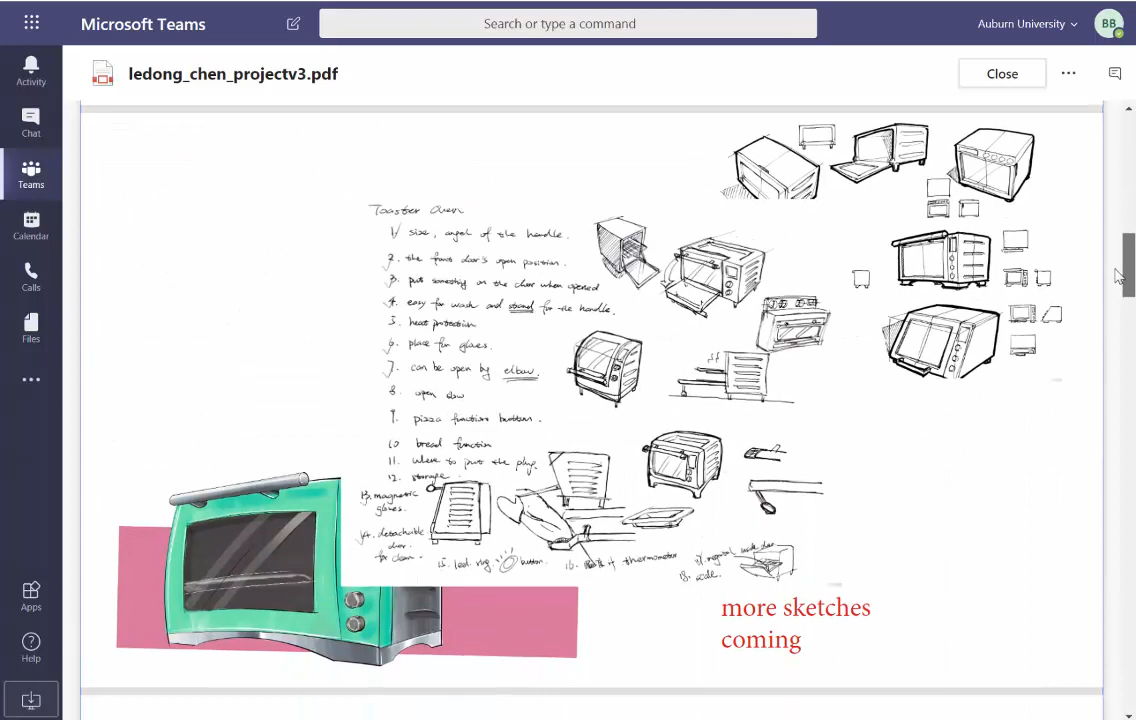 Microsoft Teams
Search or type a command
Auburn University
BB
Activity
Chat
Teams
Calendar
Calls
Files
Apps
Help
ledong_chen_projectv3.pdf
Close
Toaster Oven
1. size, angel of the handle.
2. the front door's open position.
3. put something on the door when opened
4. easy for wash and stand for the handle.
5. heat protection
6. place for gloves.
7. can be open by elbow.
8. open slow
9. pizza function button.
10 bread function
11. where to put the plug.
12. storage.
13. magnetic
gloves.
14. detachable
door.
for clean.
15. led ring
button.
16.
thermometer
more sketches
coming